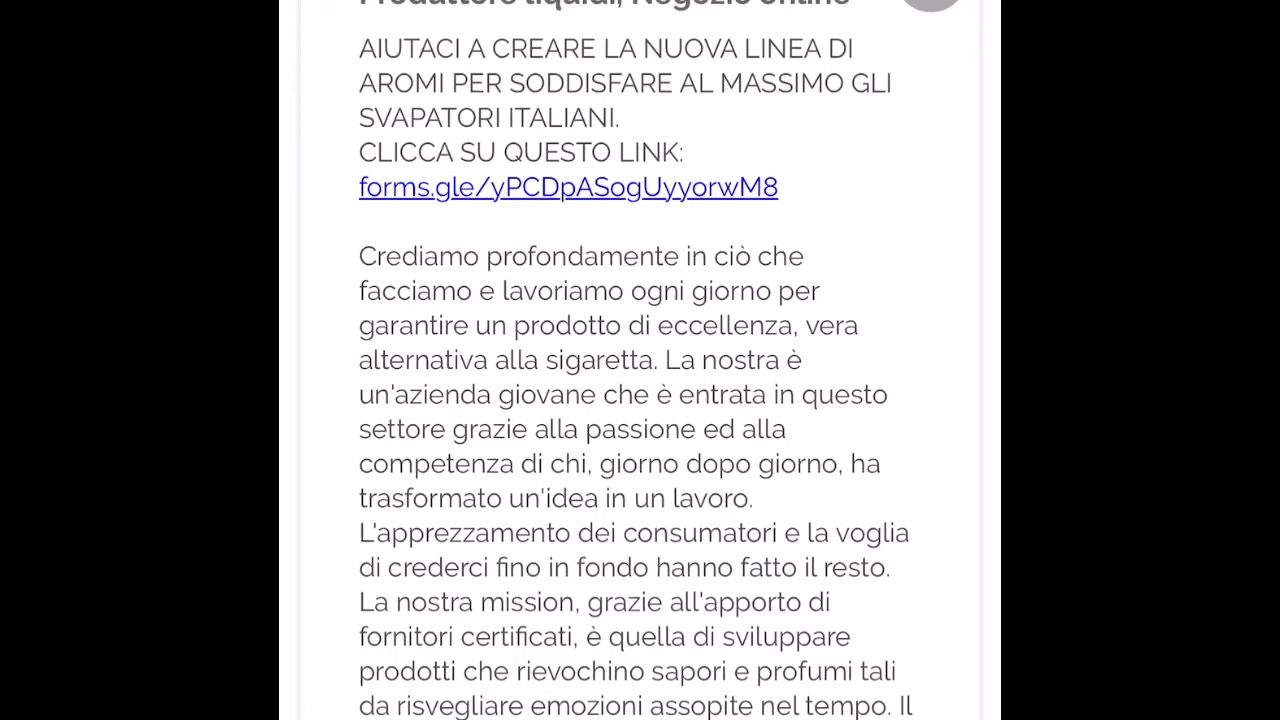 Produttore liquidi, Negozio online
AIUTACI A CREARE LA NUOVA LINEA DI
AROMI PER SODDISFARE AL MASSIMO GLI
SVAPATORI ITALIANI.
CLICCA SU QUESTO LINK:
forms.gle/yPCDpASogUyyorwM8
Crediamo profondamente in ciò che
facciamo e lavoriamo ogni giorno per
garantire un prodotto di eccellenza, vera
alternativa alla sigaretta. La nostra è
un'azienda giovane che è entrata in questo
settore grazie alla passione ed alla
competenza di chi, giorno dopo giorno, ha
trasformato un'idea in un lavoro.
L'apprezzamento dei consumatori e la voglia
di crederci fino in fondo hanno fatto il resto.
La nostra mission, grazie all'apporto di
fornitori certificati, è quella di sviluppare
prodotti che rievochino sapori e profumi tali
da risvegliare emozioni assopite nel tempo. Il